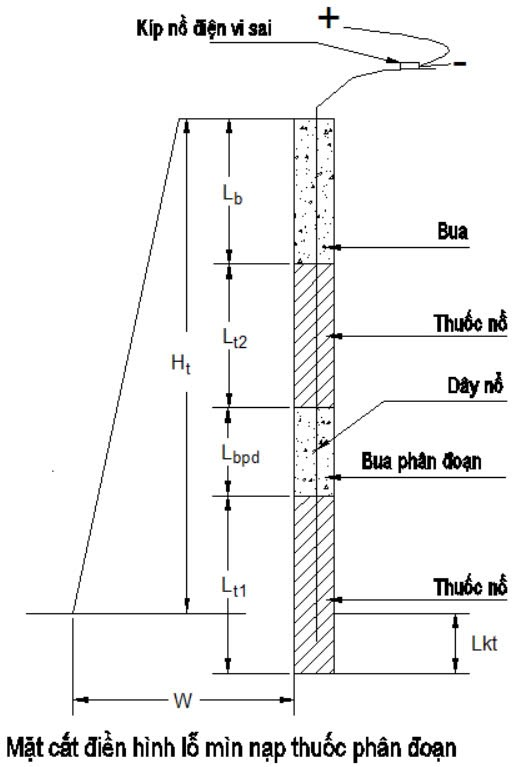 Kíp nổ điện vi sai
+
-
Lb
Bua
Lt2
Thuốc nổ
Ht
Dây nổ
Lbpd
Bua phân đoạn
Lt1
Thuốc nổ
Lkt
W
Mặt cắt điền hình lỗ mìn nạp thuốc phân đoạn